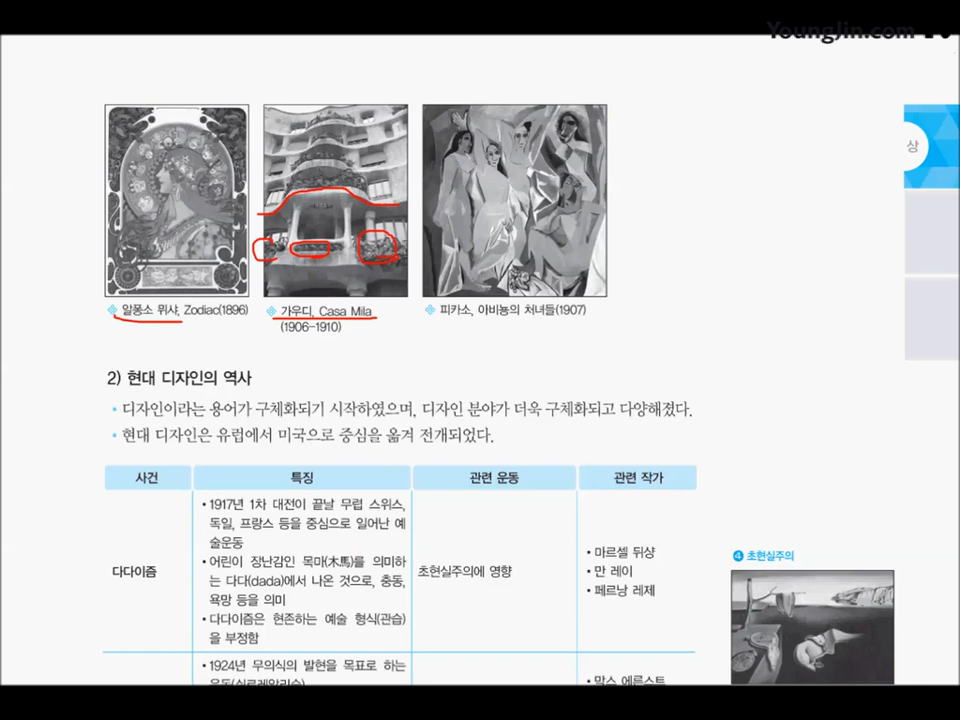 YoungJin.com
상
알퐁소 뮈샤, Zodiac(1896)
가우디, Casa Mila
(1906-1910)
피카소, 아비뇽의 처녀들(1907)
2) 현대 디자인의 역사
• 디자인이라는 용어가 구체화되기 시작하였으며, 디자인 분야가 더욱 구체화되고 다양해졌다.
• 현대 디자인은 유럽에서 미국으로 중심을 옮겨 전개되었다.
사건 특징 관련 운동 관련 작가
다다이즘
• 1917년 1차 대전이 끝날 무렵 스위스,
독일, 프랑스 등을 중심으로 일어난 예
술운동
• 어린이 장난감인 목매(木馬)를 의미하
는 다다(dada)에서 나온 것으로, 충동,
욕망 등을 의미
• 다다이즘은 현존하는 예술 형식(관습)
을 부정함
초현실주의에 영향
• 마르셀 뒤샹
• 만 레이
• 페르낭 레제
4 초현실주의
• 1924년 무의식의 발현을 목표로 하는
• 막스 에른스트